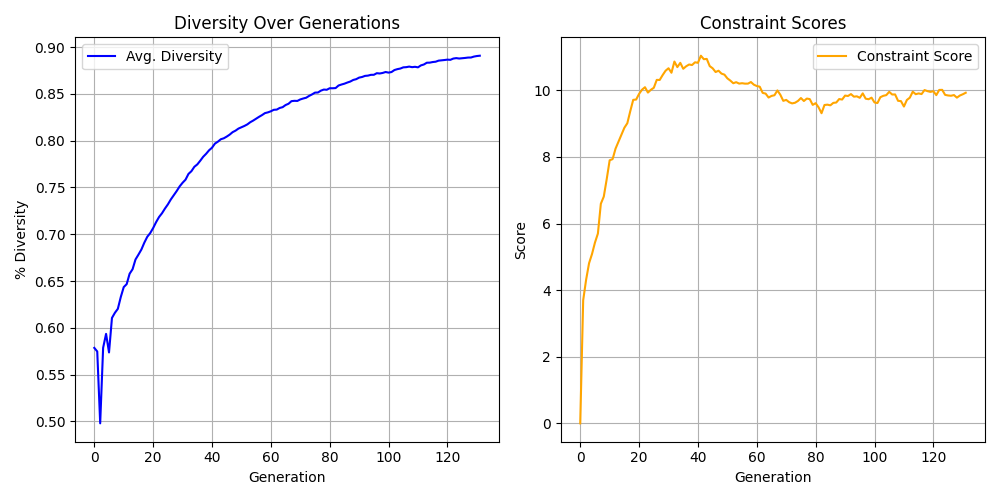 Diversity Over Generations
Avg. Diversity
% Diversity
0.90
0.85
0.80
0.75
0.70
0.65
0.60
0.55
0.50
0 20 40 60 80 100 120
Generation
Constraint Scores
Constraint Score
Score
10
8
6
4
2
0
0 20 40 60 80 100 120
Generation